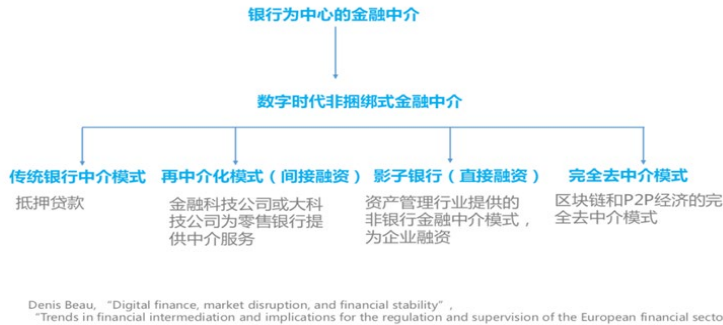 银行为中心的金融中介
数字时代非捆绑式金融中介
传统银行中介模式
抵押贷款
再中介化模式（间接融资）
金融科技公司或大科
技公司为零售银行提
供中介服务
影子银行（直接融资）
资产管理行业提供的
非银行金融中介模式，
为企业融资
完全去中介模式
区块链和P2P经济的完
全去中介模式
Denis Beau, “Digital finance, market disruption, and financial stability”,
“Trends in financial intermediation and implications for the regulation and supervision of the European financial secto